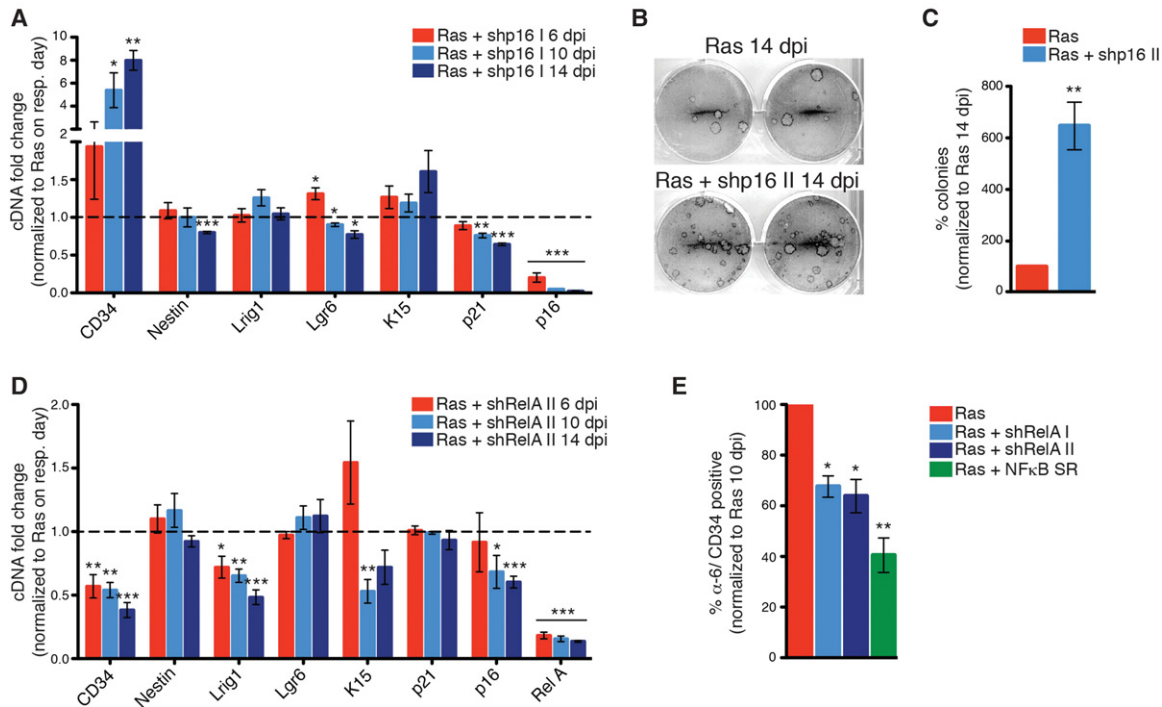 A
cDNA fold change
(normalized to Ras on resp. day)
10
8
6
4
2
2
1.5
1.0
0.5
0.0
* ** 
Ras + shp16 I 6 dpi
Ras + shp16 I 10 dpi
Ras + shp16 I 14 dpi
***
*
*
*
**
***
***
CD34
Nestin
Lrig1
Lgr6
K15
p21
p16
B
Ras 14 dpi
Ras + shp16 II 14 dpi
C
Ras
Ras + shp16 II
% colonies
(normalized to Ras 14 dpi)
800
600
400
200
0
**
D
cDNA fold change
(normalized to Ras on resp. day)
2.0
1.5
1.0
0.5
0.0
Ras + shRelA II 6 dpi
Ras + shRelA II 10 dpi
Ras + shRelA II 14 dpi
**
**
***
*
**
***
**
*
***
***
CD34
Nestin
Lrig1
Lgr6
K15
p21
p16
Rel A
E
% α-6/ CD34 positive
(normalized to Ras 10 dpi)
100
80
60
40
20
0
*
*
**
Ras
Ras + shRelA I
Ras + shRelA II
Ras + NFκB SR